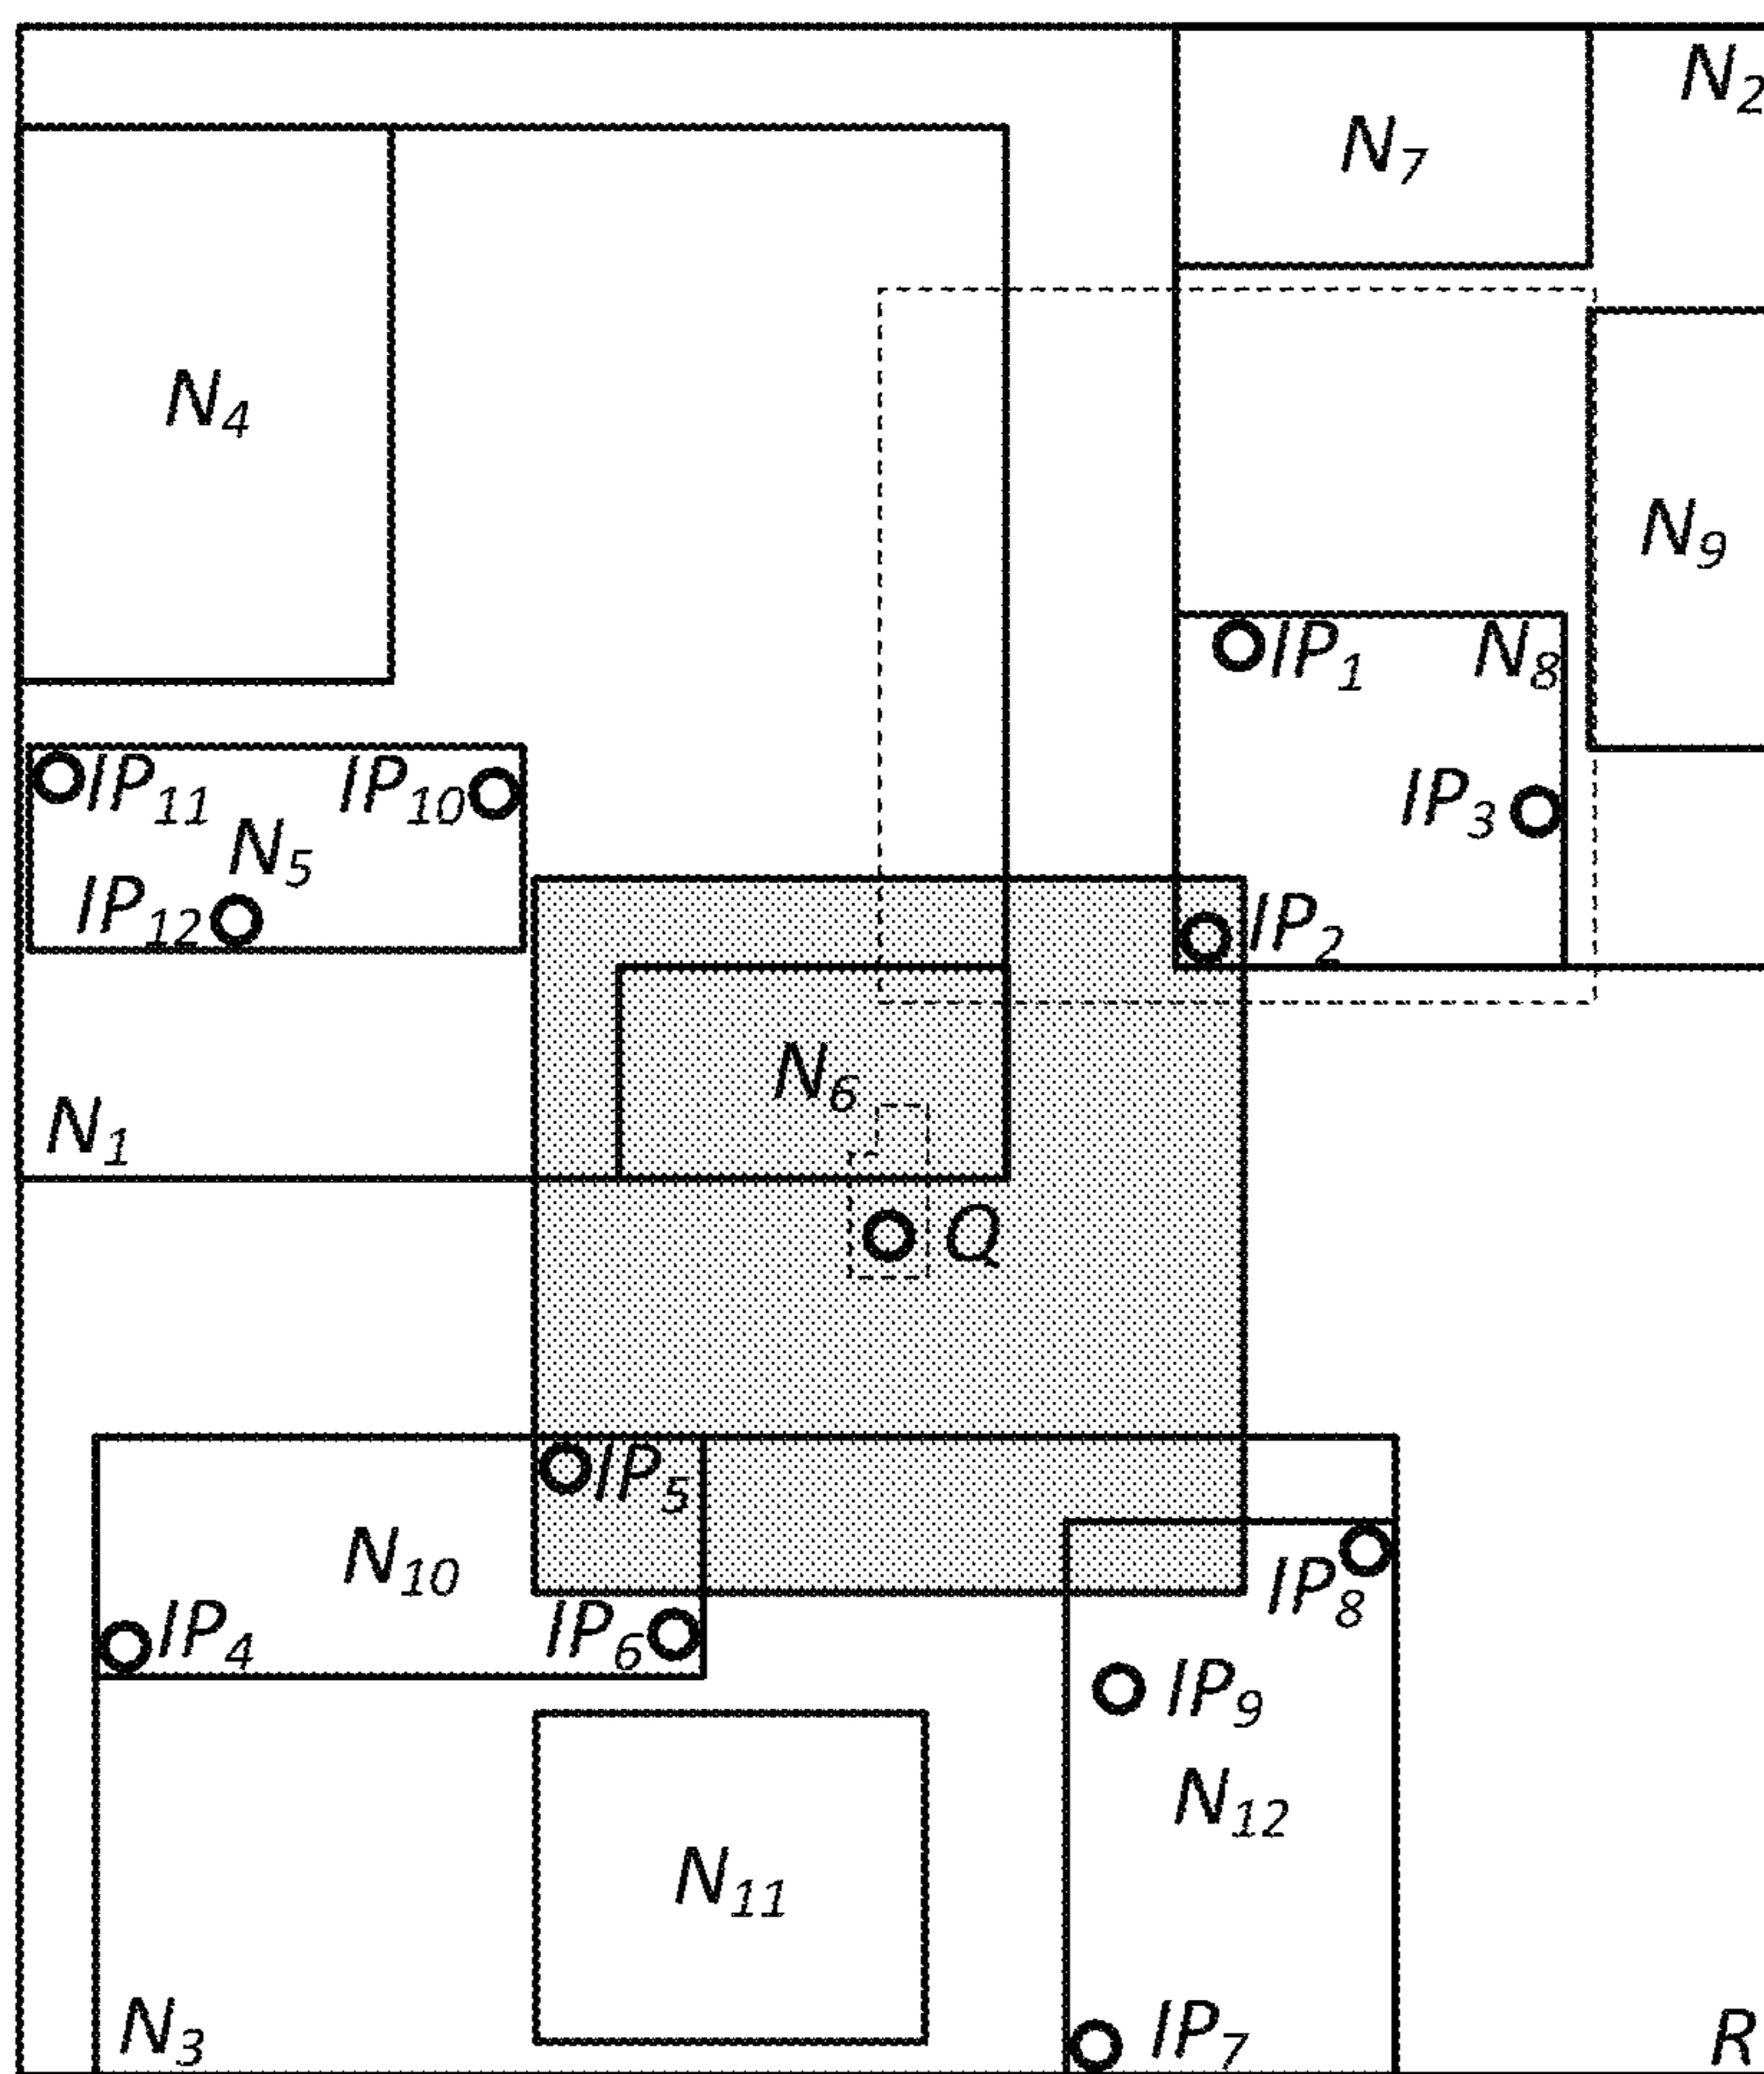 N₂
N₇
N₄
N₉
IP₁ N₈
IP₁₁ IP₁₀
IP₃
N₅
IP₁₂
IP₂
N₆
N₁
Q
IP₅
N₁₀
IP₈
IP₄ IP₆
IP₉
N₁₂
N₁₁
N₃
IP₇
R